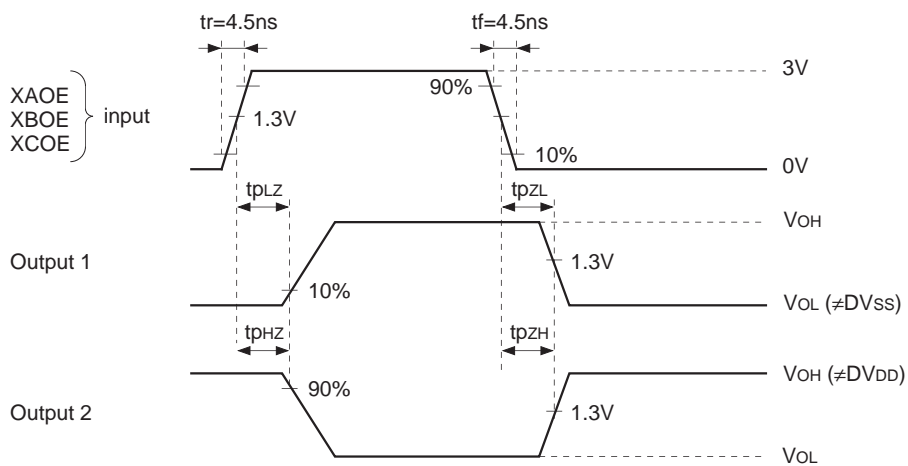 tr=4.5ns
tf=4.5ns
3V
90%
XAOE
XBOE
XCOE
input
1.3V
10%
0V
tpLZ
tpZL
VOH
Output 1
1.3V
10%
VOL (≠DVSS)
tpHZ
tpZH
VOH (≠DVDD)
90%
Output 2
1.3V
VOL